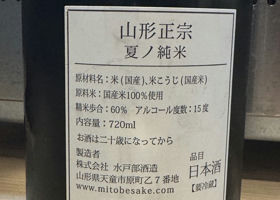 山形正宗
夏ノ純米
原材料名：米(国産)、米こうじ(国産米)
原料米：国産米100％使用
精米歩合：60％ アルコール度数：15度
内容量：720ml
お酒は二十歳になってから
製造者
株式会社 水戸部酒造
山形県天童市原町乙7番地
www.mitobesake.com
品目
日本酒
【要冷蔵】